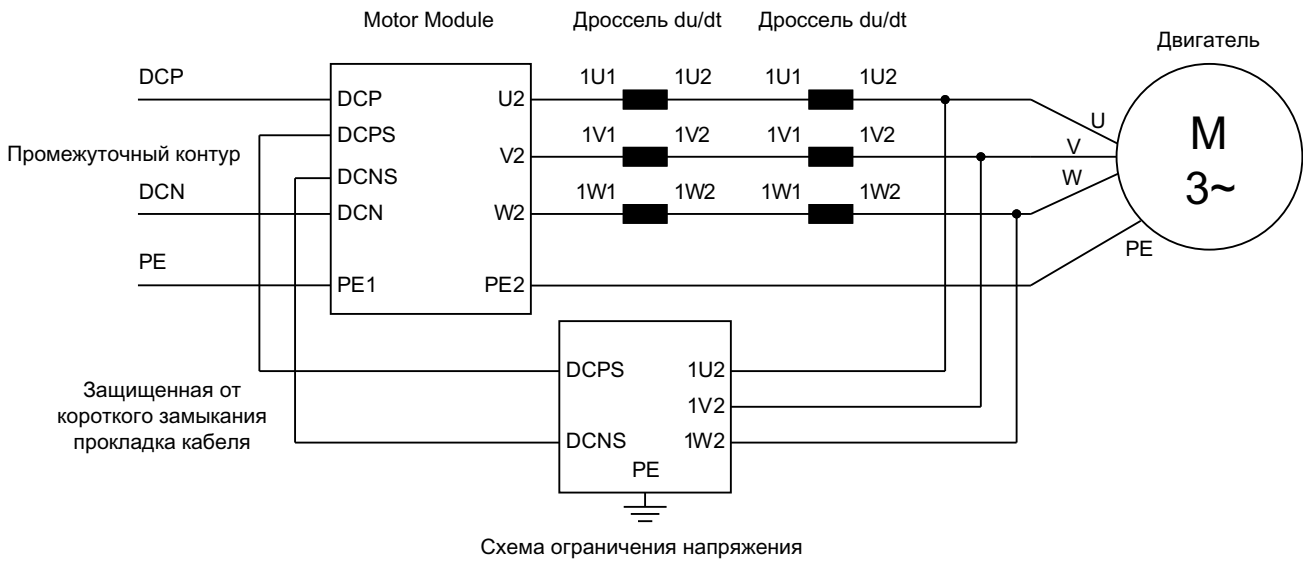 Motor Module
Дроссель du/dt
Дроссель du/dt
Двигатель
DCP
1U1
1U2
1U1
1U2
DCP
U2
U
M
3~
DCPS
1V1
1V2
1V1
1V2
V
Промежуточный контур
V2
DCNS
W
DCN
1W1
1W2
1W1
1W2
DCN
W2
PE
PE
PE1
PE2
DCPS
1U2
Защищенная от
короткого замыкания
прокладка кабеля
1V2
DCNS
1W2
PE
Схема ограничения напряжения